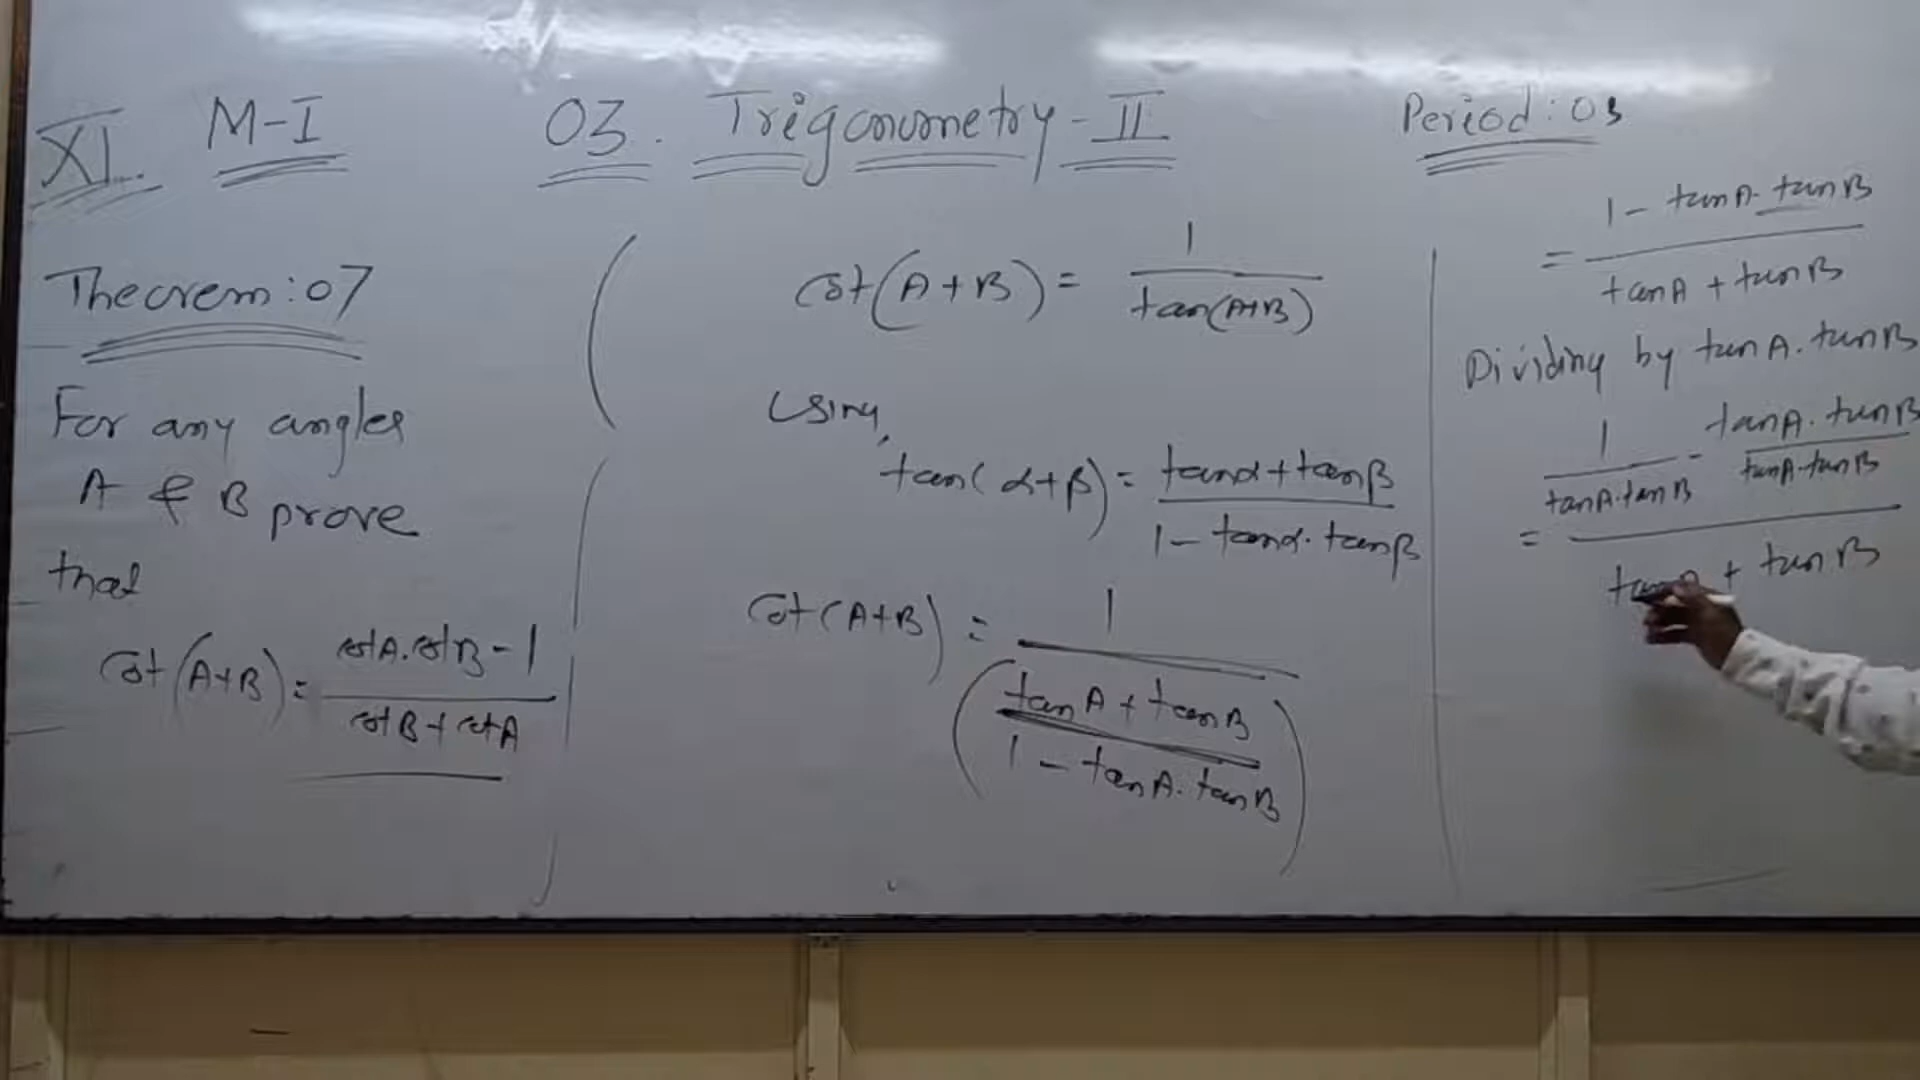 XI M-I 03. Trigonometry-II Period: 03
Theorem: 07
For any angles
A & B prove
that
cot(A+B) = cotA.cotB-1 / cotB+cotA
cot(A+B) = 1 / tan(A+B)
Using,
tan(α+β) = tanα+tanβ / 1-tanα.tanβ
cot(A+B) = 1 / (tanA+tanB / 1-tanA.tanB)
= 1-tanA.tanB / tanA+tanB
Dividing by tanA.tanB
= 1/tanA.tanB - tanA.tanB/tanA.tanB / tanA + tanB